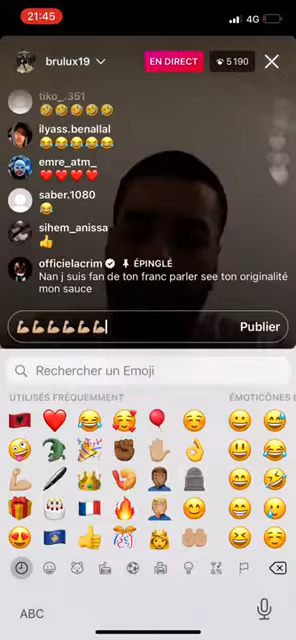 21:45
4G
brulux19
EN DIRECT
5 190
tiko_.351
🤣🤣🤣🤣🤣
ilyass.benallal
😂😂😂😂😂
emre_atm_
❤️❤️❤️❤️
saber.1080
😂
sihem_anissa
👍
officielacrim ÉPINGLÉ
Nan j suis fan de ton franc parler see ton originalité
mon sauce
💪🏼💪🏼💪🏼💪🏼💪🏼💪🏼 Publier
Rechercher un Emoji
UTILISÉS FRÉQUEMMENT
ÉMOTICÔNES E
ABC